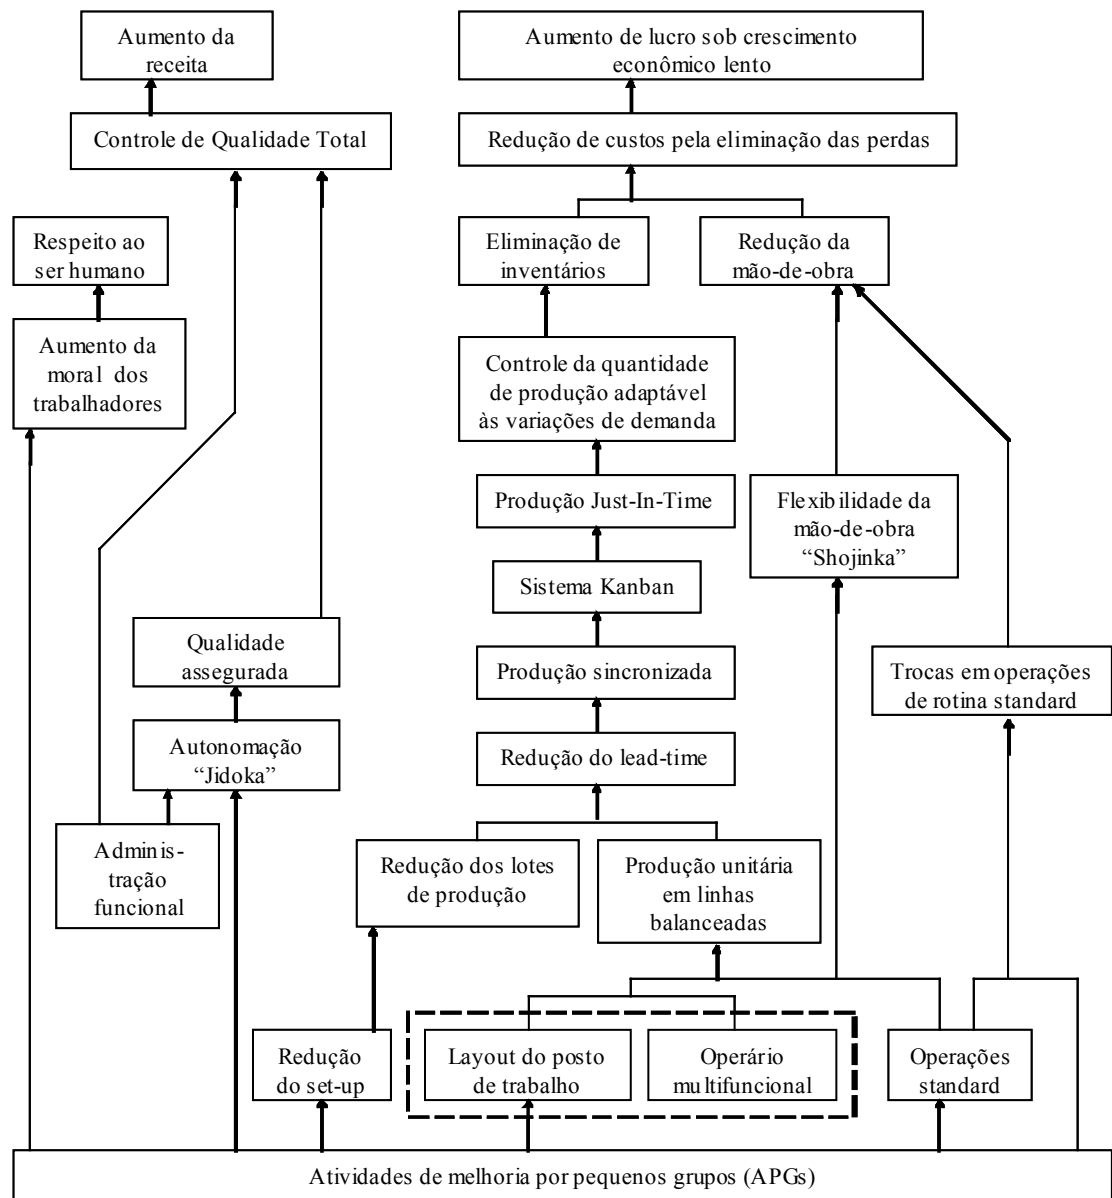 Aumento da
receita
Aumento de lucro sob crescimento
econômico lento
Controle de Qualidade Total
Redução de custos pela eliminação das perdas
Respeito ao
ser humano
Eliminação de
inventários
Redução da
mão-de-obra
Aumento da
moral dos
trabalhadores
Controle da quantidade
de produção adaptável
às variações de demanda
Produção Just-In-Time
Flexibilidade da
mão-de-obra
“Shojinka”
Sistema Kanban
Qualidade
assegurada
Produção sincronizada
Trocas em operações
de rotina standard
Autonomação
“Jidoka”
Redução do lead-time
Adminis-
tração
funcional
Redução dos lotes
de produção
Produção unitária
em linhas
balanceadas
Redução
do set-up
Layout do posto
de trabalho
Operário
multifuncional
Operações
standard
Atividades de melhoria por pequenos grupos (APGs)